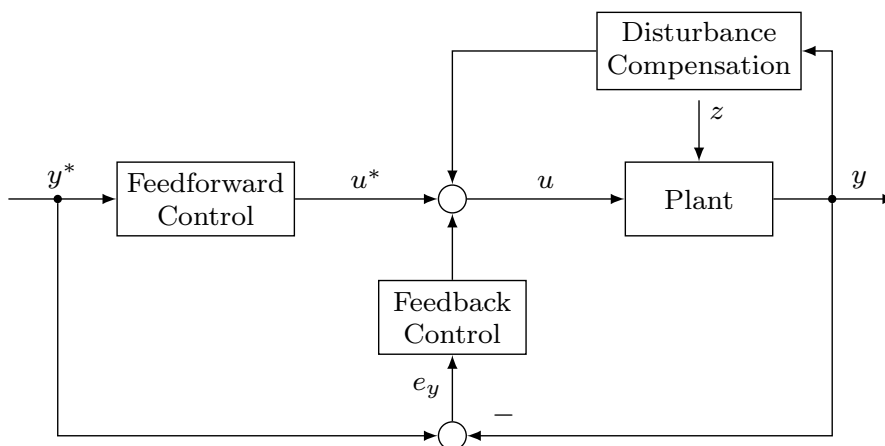 Disturbance
Compensation
z
y*
Feedforward
Control
u*
u
Plant
y
Feedback
Control
e_y
−